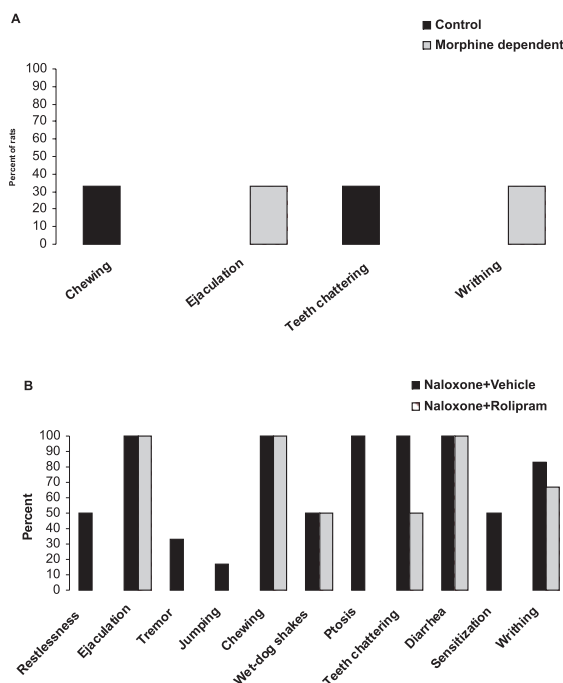 A
Control
Morphine dependent
Percent of rats
100
90
80
70
60
50
40
30
20
10
0
Chewing
Ejaculation
Teeth chattering
Writhing
B
Naloxone+Vehicle
Naloxone+Rolipram
Percent
100
90
80
70
60
50
40
30
20
10
0
Restlessness
Ejaculation
Tremor
Jumping
Chewing
Wet-dog shakes
Ptosis
Teeth chattering
Diarrhea
Sensitization
Writhing